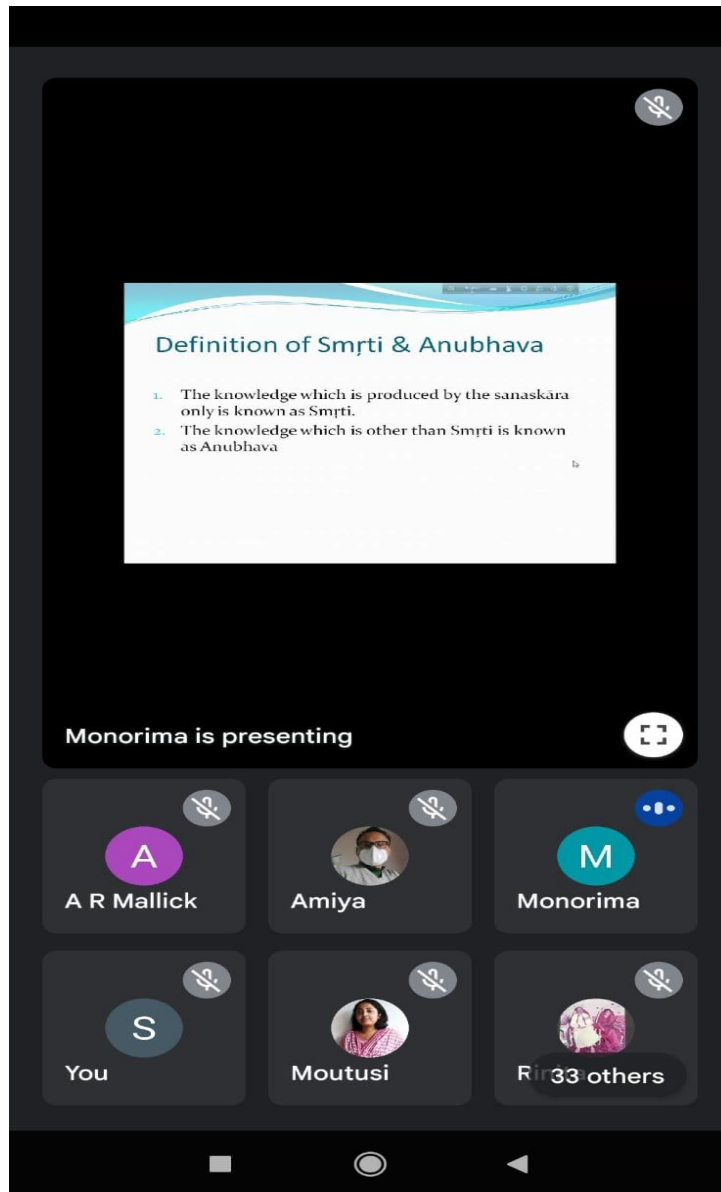 Definition of Smṛti & Anubhava
1. The knowledge which is produced by the sanaskāra
only is known as Smṛti.
2. The knowledge which is other than Smṛti is known
as Anubhava
Monorima is presenting
A
A R Mallick
Amiya
M
Monorima
S
You
Moutusi
33 others